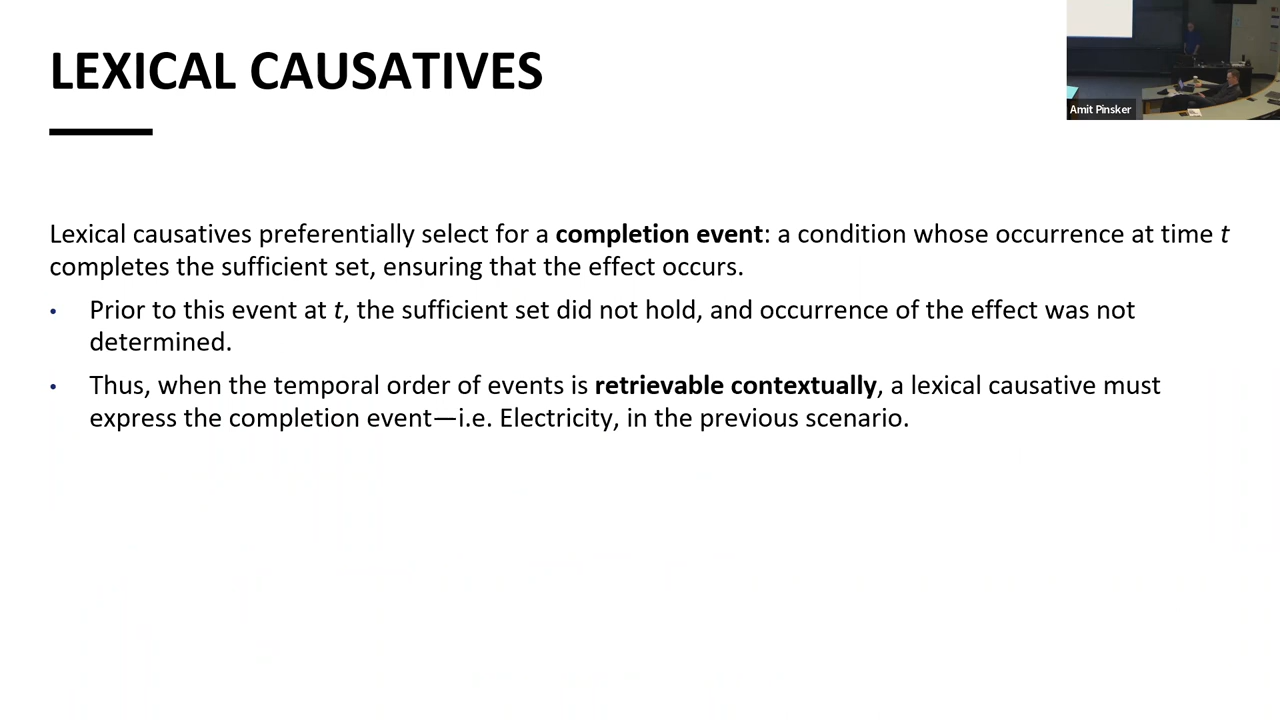 LEXICAL CAUSATIVES
Amit Pinsker
Lexical causatives preferentially select for a completion event: a condition whose occurrence at time t
completes the sufficient set, ensuring that the effect occurs.
• Prior to this event at t, the sufficient set did not hold, and occurrence of the effect was not
determined.
• Thus, when the temporal order of events is retrievable contextually, a lexical causative must
express the completion event—i.e. Electricity, in the previous scenario.